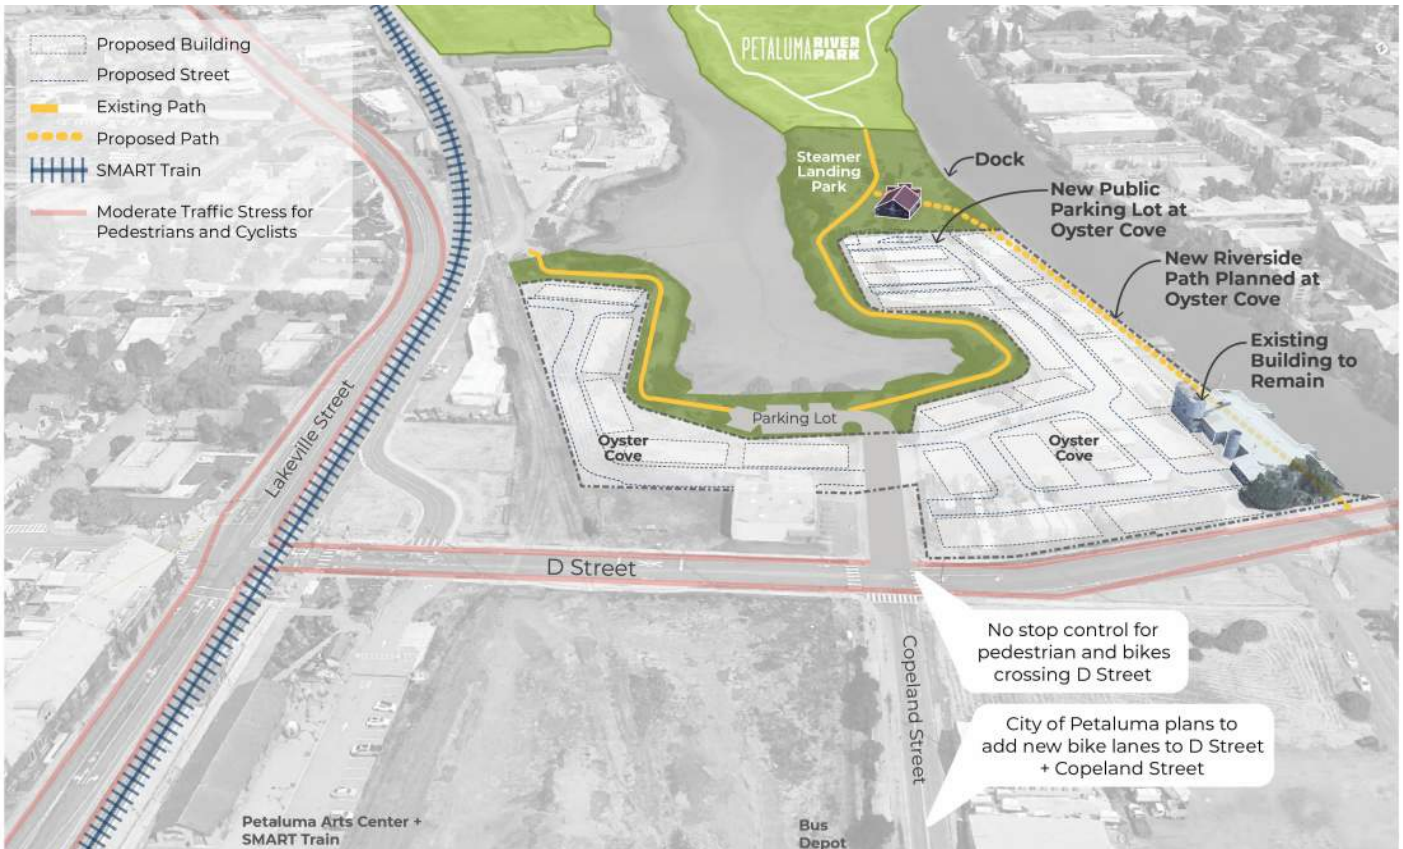 Proposed Building
Proposed Street
Existing Path
Proposed Path
SMART Train
Moderate Traffic Stress for
Pedestrians and Cyclists
PETALUMA RIVER
PARK
Steamer
Landing
Park
Dock
New Public
Parking Lot at
Oyster Cove
New Riverside
Path Planned at
Oyster Cove
Existing
Building to
Remain
Parking Lot
Oyster
Cove
Oyster
Cove
Lakeville Street
D Street
Copeland Street
No stop control for
pedestrian and bikes
crossing D Street
City of Petaluma plans to
add new bike lanes to D Street
+ Copeland Street
Petaluma Arts Center +
SMART Train
Bus
Depot